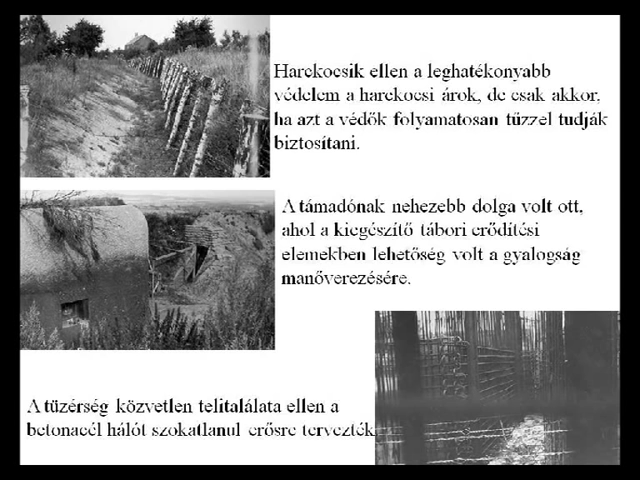 Harckocsik ellen a leghatékonyabb
védelem a harckocsi árok, de csak akkor,
ha azt a védők folyamatosan tűzzel tudják
biztosítani.
A támadónak nehezebb dolga volt ott,
ahol a kiegészítő tábori erődítési
elemekben lehetőség volt a gyalogság
manőverezésére.
A tüzérség közvetlen telitalálata ellen a
betonacél hálót szokatlanul erősre tervezték.